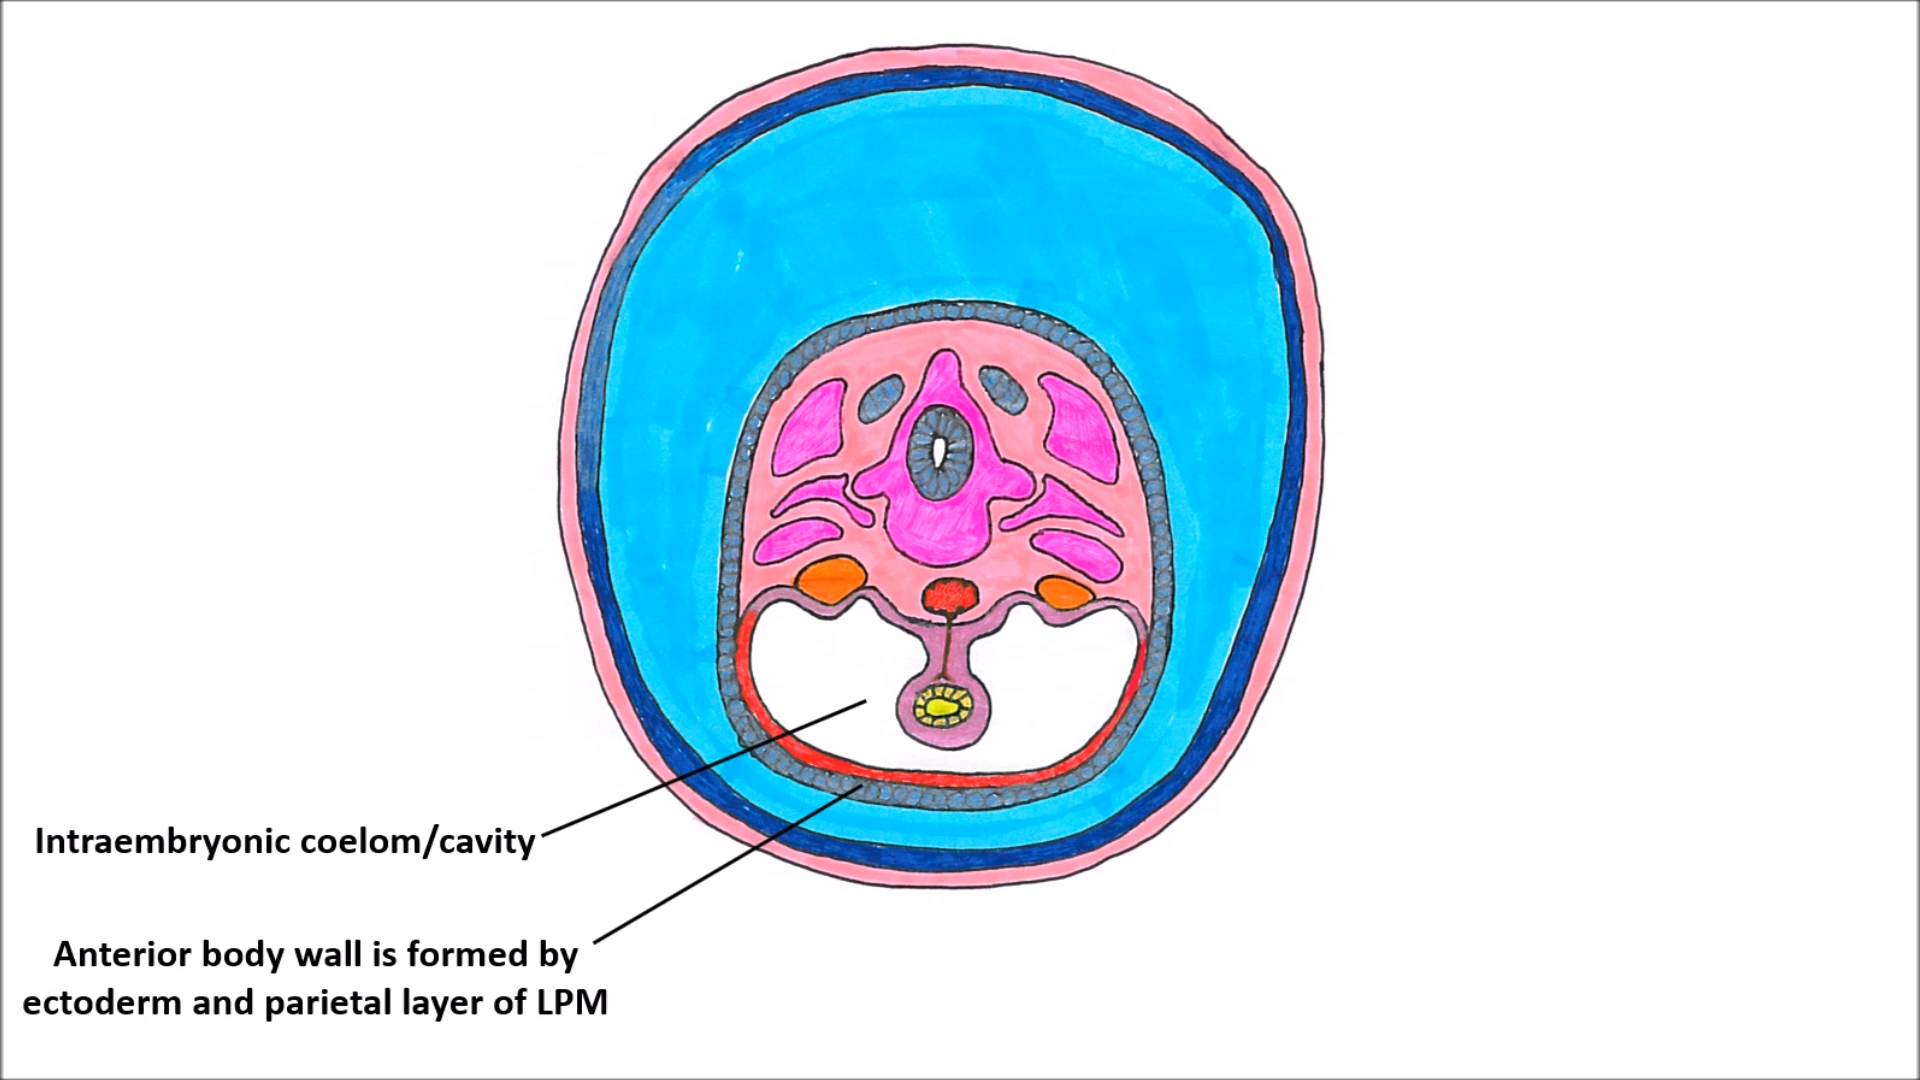 Intraembryonic coelom/cavity
Anterior body wall is formed by
ectoderm and parietal layer of LPM